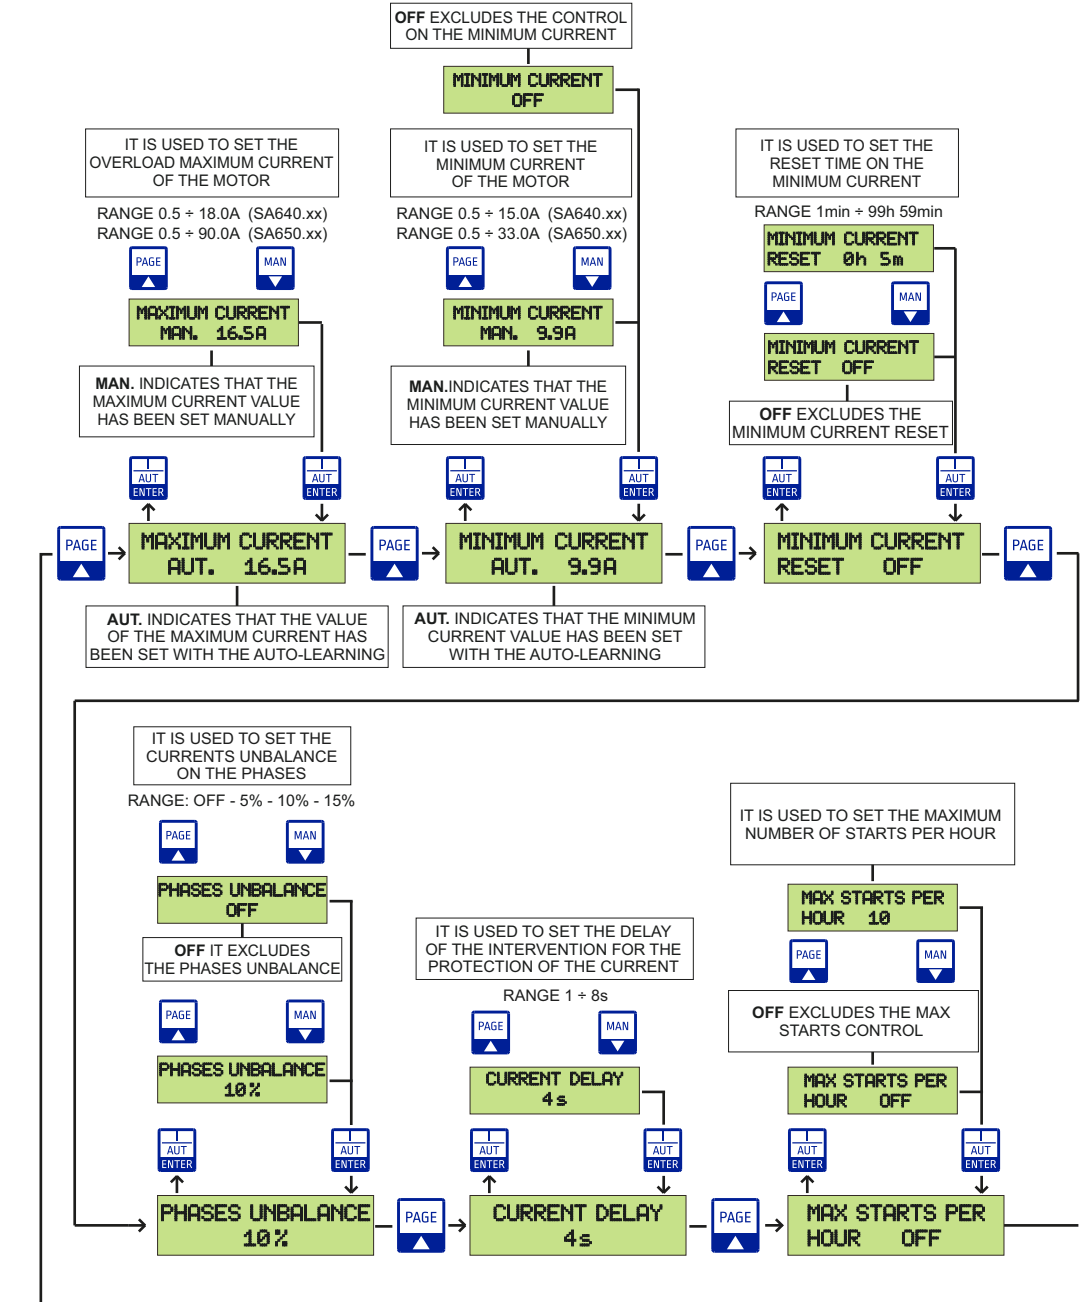 OFF EXCLUDES THE CONTROL
ON THE MINIMUM CURRENT
MINIMUM CURRENT
OFF
IT IS USED TO SET THE
OVERLOAD MAXIMUM CURRENT
OF THE MOTOR
RANGE 0.5 ÷ 18.0A (SA640.xx)
RANGE 0.5 ÷ 90.0A (SA650.xx)
PAGE
MAN
MAXIMUM CURRENT
MAN. 16.5A
MAN. INDICATES THAT THE
MAXIMUM CURRENT VALUE
HAS BEEN SET MANUALLY
IT IS USED TO SET THE
MINIMUM CURRENT
OF THE MOTOR
RANGE 0.5 ÷ 15.0A (SA640.xx)
RANGE 0.5 ÷ 33.0A (SA650.xx)
PAGE
MAN
MINIMUM CURRENT
MAN. 9.9A
MAN.INDICATES THAT THE
MINIMUM CURRENT VALUE
HAS BEEN SET MANUALLY
IT IS USED TO SET THE
RESET TIME ON THE
MINIMUM CURRENT
RANGE 1min ÷ 99h 59min
MINIMUM CURRENT
RESET 0h 5m
PAGE
MAN
MINIMUM CURRENT
RESET OFF
OFF EXCLUDES THE
MINIMUM CURRENT RESET
I
AUT
ENTER
I
AUT
ENTER
I
AUT
ENTER
I
AUT
ENTER
I
AUT
ENTER
I
AUT
ENTER
PAGE
MAXIMUM CURRENT
AUT. 16.5A
PAGE
MINIMUM CURRENT
AUT. 9.9A
PAGE
MINIMUM CURRENT
RESET OFF
PAGE
AUT. INDICATES THAT THE VALUE
OF THE MAXIMUM CURRENT HAS
BEEN SET WITH THE AUTO-LEARNING
AUT. INDICATES THAT THE MINIMUM
CURRENT VALUE HAS BEEN SET
WITH THE AUTO-LEARNING
IT IS USED TO SET THE
CURRENTS UNBALANCE
ON THE PHASES
RANGE: OFF - 5% - 10% - 15%
PAGE
MAN
PHASES UNBALANCE
OFF
OFF IT EXCLUDES
THE PHASES UNBALANCE
PAGE
MAN
PHASES UNBALANCE
10%
IT IS USED TO SET THE DELAY
OF THE INTERVENTION FOR THE
PROTECTION OF THE CURRENT
RANGE 1 ÷ 8s
PAGE
MAN
CURRENT DELAY
4s
IT IS USED TO SET THE MAXIMUM
NUMBER OF STARTS PER HOUR
MAX STARTS PER
HOUR 10
PAGE
MAN
OFF EXCLUDES THE MAX
STARTS CONTROL
MAX STARTS PER
HOUR OFF
I
AUT
ENTER
I
AUT
ENTER
I
AUT
ENTER
I
AUT
ENTER
I
AUT
ENTER
I
AUT
ENTER
PHASES UNBALANCE
10%
PAGE
CURRENT DELAY
4s
PAGE
MAX STARTS PER
HOUR OFF